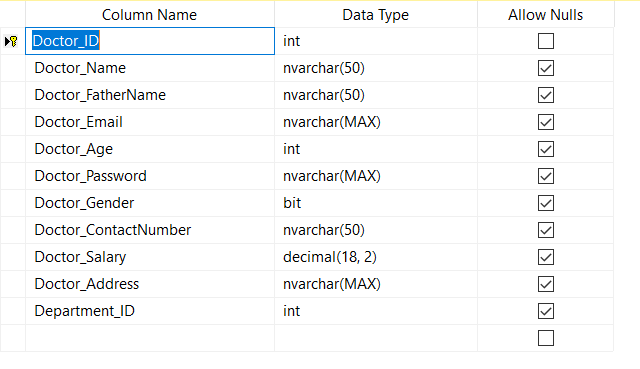 Column Name Data Type Allow Nulls
Doctor_ID int
Doctor_Name nvarchar(50)
Doctor_FatherName nvarchar(50)
Doctor_Email nvarchar(MAX)
Doctor_Age int
Doctor_Password nvarchar(MAX)
Doctor_Gender bit
Doctor_ContactNumber nvarchar(50)
Doctor_Salary decimal(18, 2)
Doctor_Address nvarchar(MAX)
Department_ID int